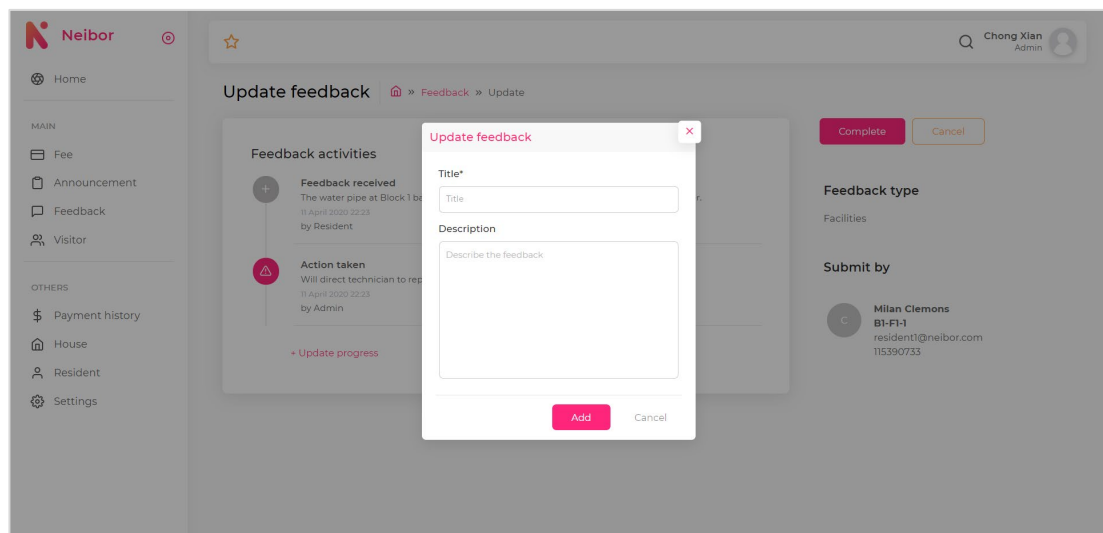 Neibor
Chong Xian
Admin
Home
Update feedback
» Feedback » Update
MAIN
Fee
Announcement
Feedback
Visitor
OTHERS
Payment history
House
Resident
Settings
Feedback activities
Feedback received
The water pipe at Block 1
r.
11 April 2020 22:23
by Resident
Action taken
Will direct technician to
11 April 2020 22:23
by Admin
+ Update progress
Update feedback
×
Title*
Title
Description
Describe the feedback
Add
Cancel
Complete
Cancel
Feedback type
Facilities
Submit by
C
Milan Clemons
B1-F1-1
resident1@neibor.com
115390733